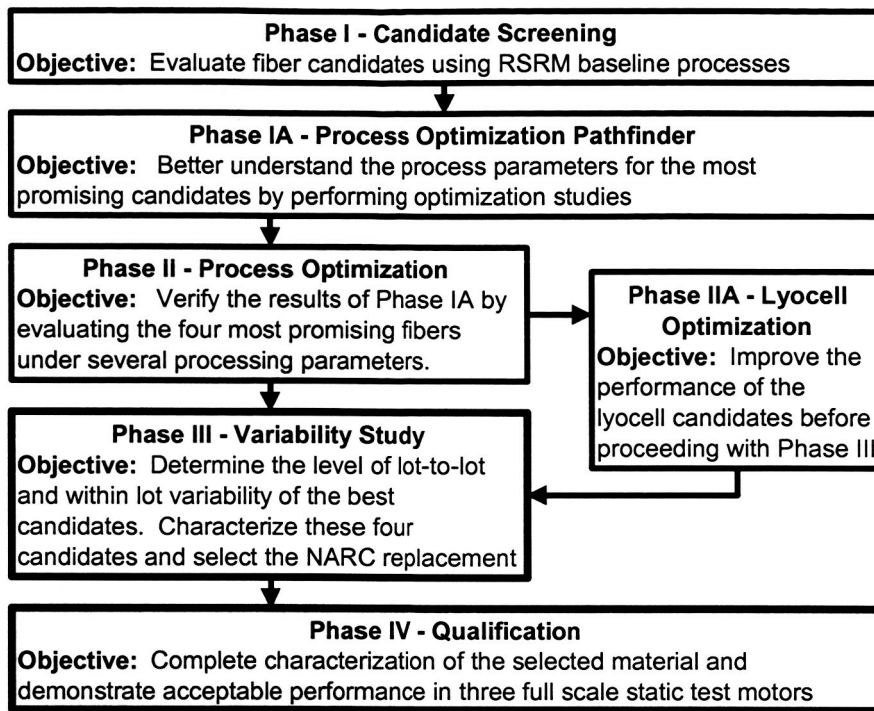 Phase I - Candidate Screening
Objective: Evaluate fiber candidates using RSRM baseline processes
Phase IA - Process Optimization Pathfinder
Objective: Better understand the process parameters for the most
promising candidates by performing optimization studies
Phase II - Process Optimization
Objective: Verify the results of Phase IA by
evaluating the four most promising fibers
under several processing parameters.
Phase IIA - Lyocell
Optimization
Objective: Improve the
performance of the
lyocell candidates before
proceeding with Phase III
Phase III - Variability Study
Objective: Determine the level of lot-to-lot
and within lot variability of the best
candidates. Characterize these four
candidates and select the NARC replacement
Phase IV - Qualification
Objective: Complete characterization of the selected material and
demonstrate acceptable performance in three full scale static test motors